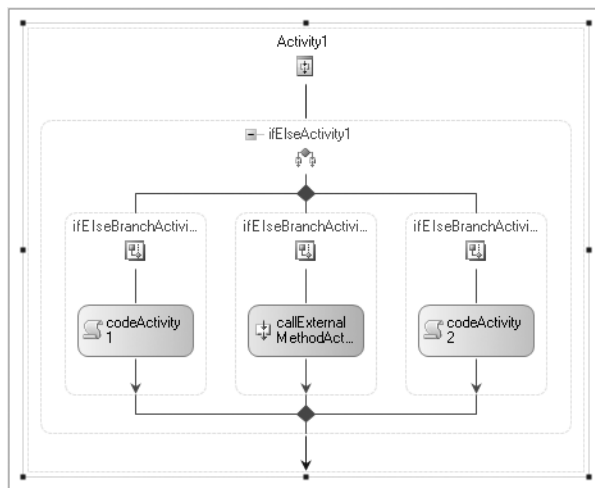 Activity1
ifElseActivity1
ifElseBranchActivi...
ifElseBranchActivi...
ifElseBranchActivi...
codeActivity
1
callExternal
MethodAct...
codeActivity
2